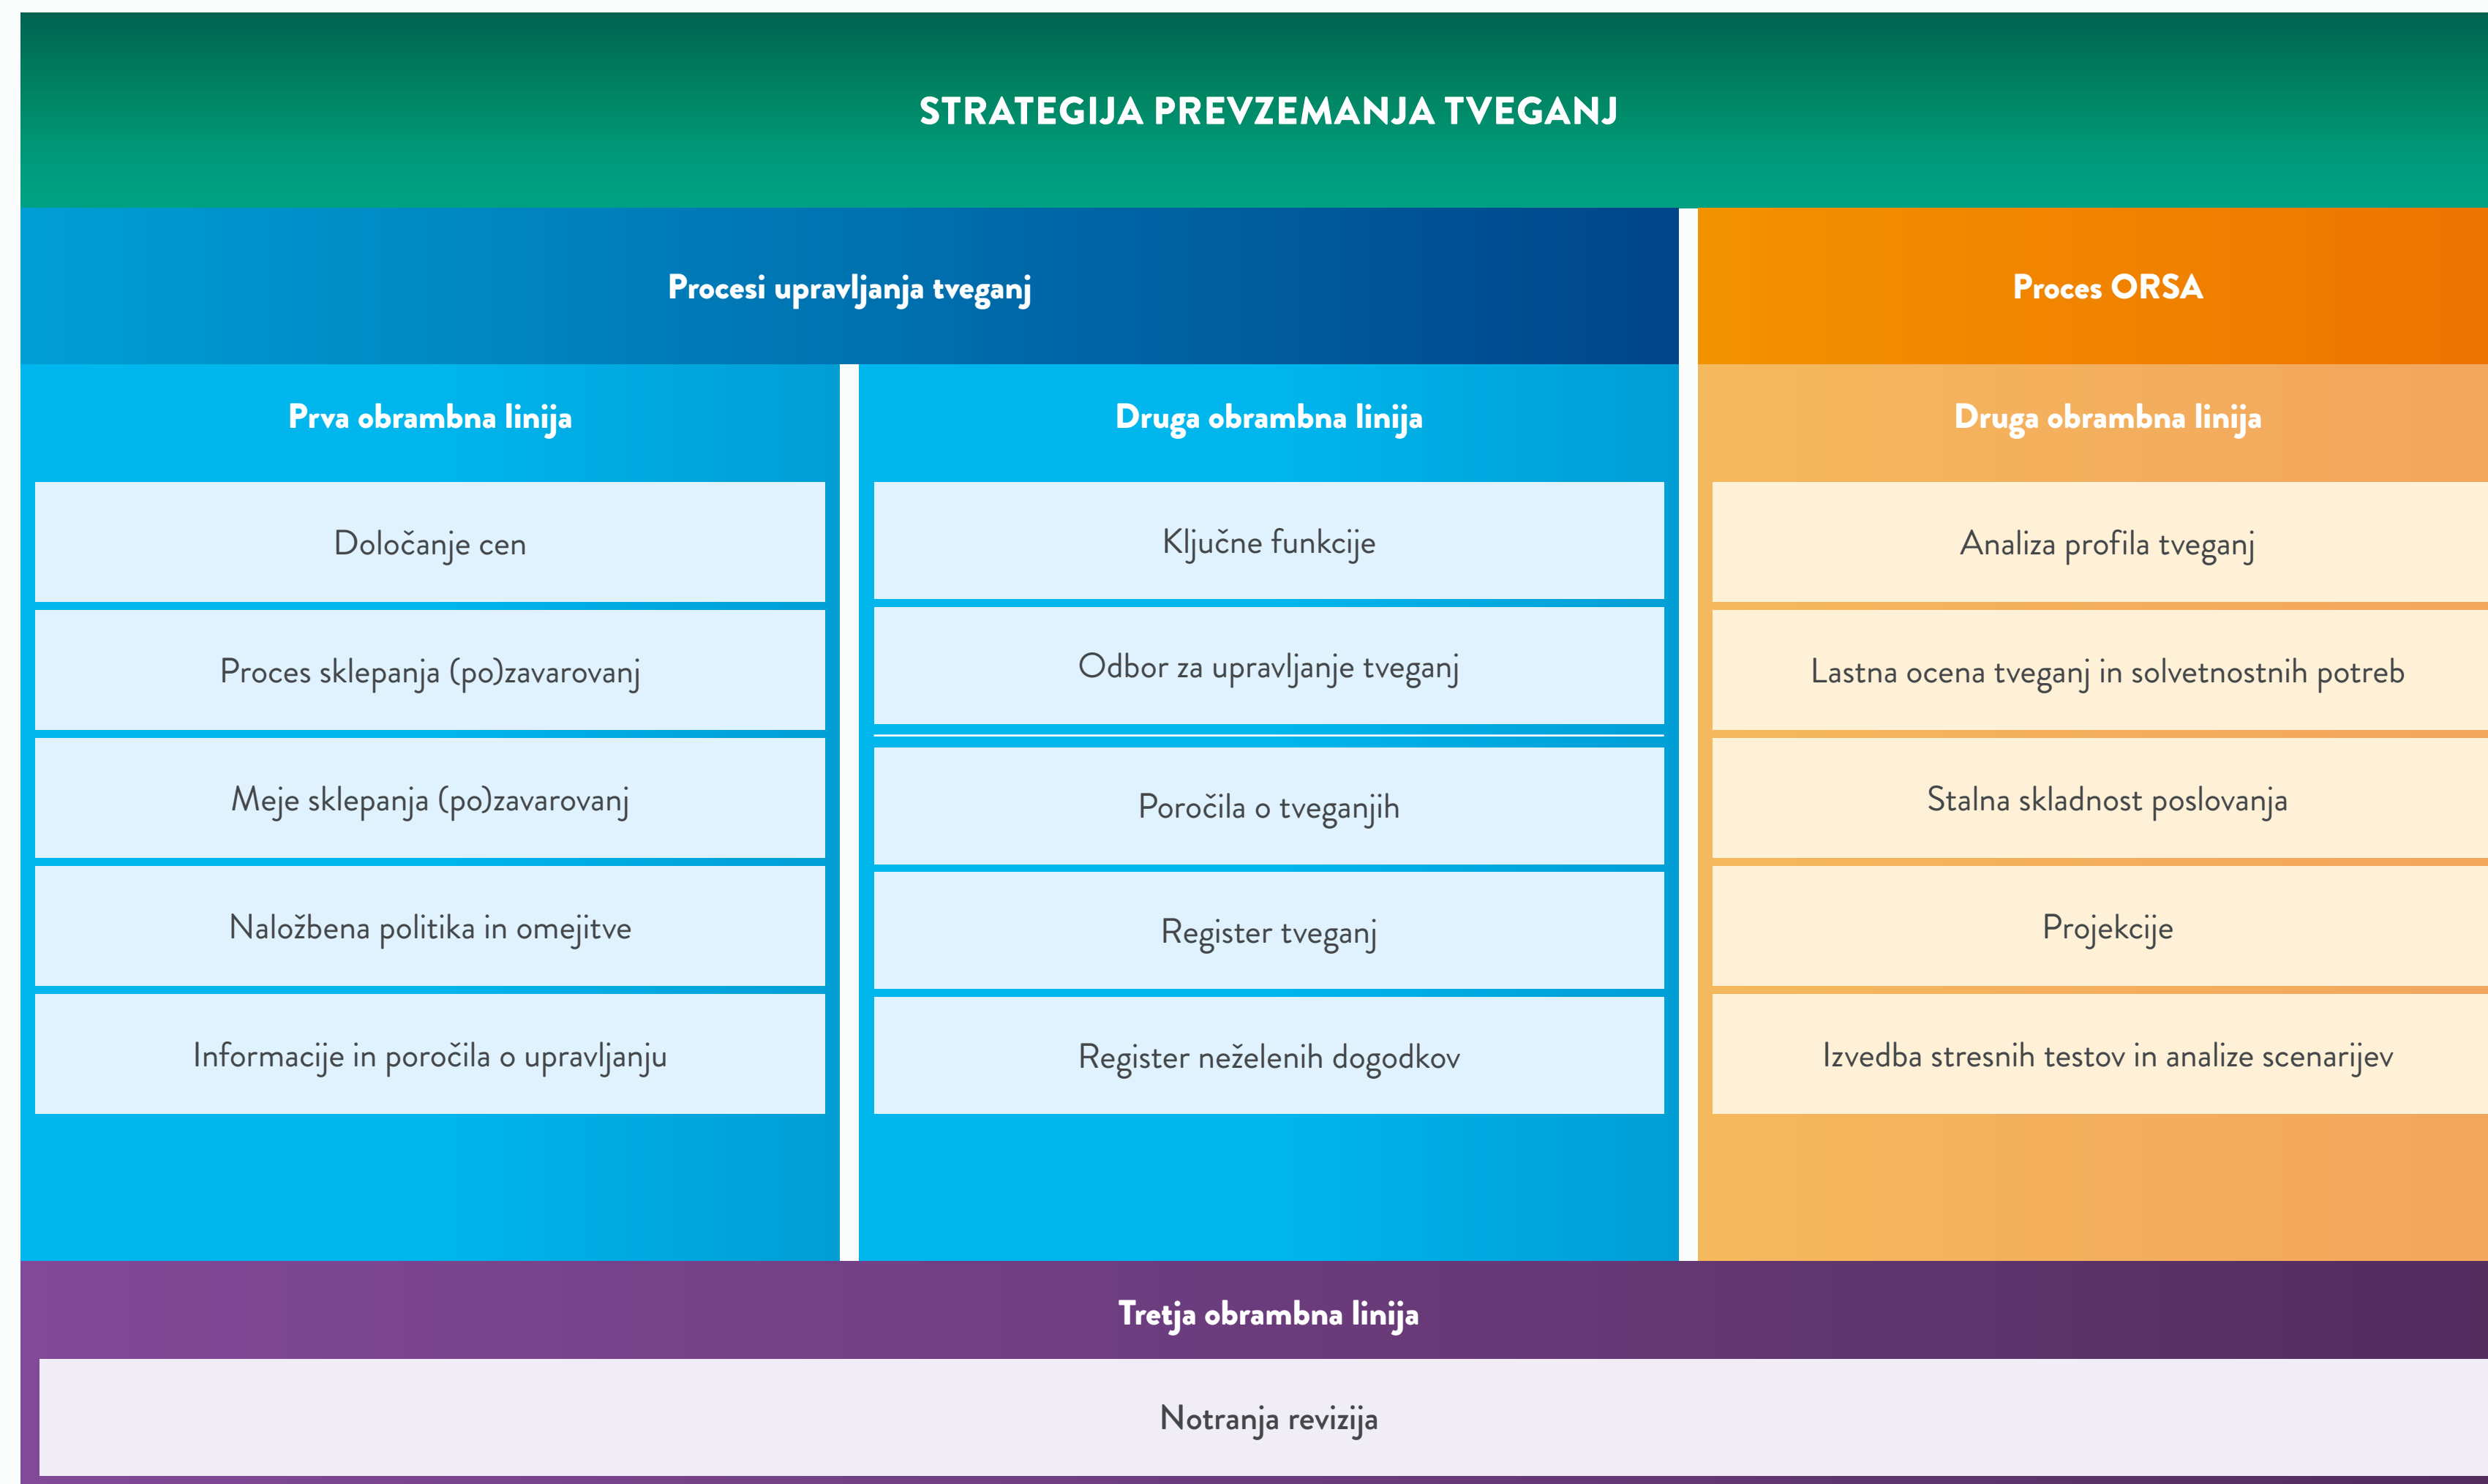 STRATEGIJA PREVZEMANJA TVEGANJ
Procesi upravljanja tveganj
Proces ORSA
Prva obrambna linija
Določanje cen
Proces sklepanja (po)zavarovanj
Meje sklepanja (po)zavarovanj
Naložbena politika in omejitve
Informacije in poročila o upravljanju
Druga obrambna linija
Ključne funkcije
Odbor za upravljanje tveganj
Poročila o tveganjih
Register tveganj
Register neželenih dogodkov
Druga obrambna linija
Analiza profila tveganj
Lastna ocena tveganj in solvetnostnih potreb
Stalna skladnost poslovanja
Projekcije
Izvedba stresnih testov in analize scenarijev
Tretja obrambna linija
Notranja revizija